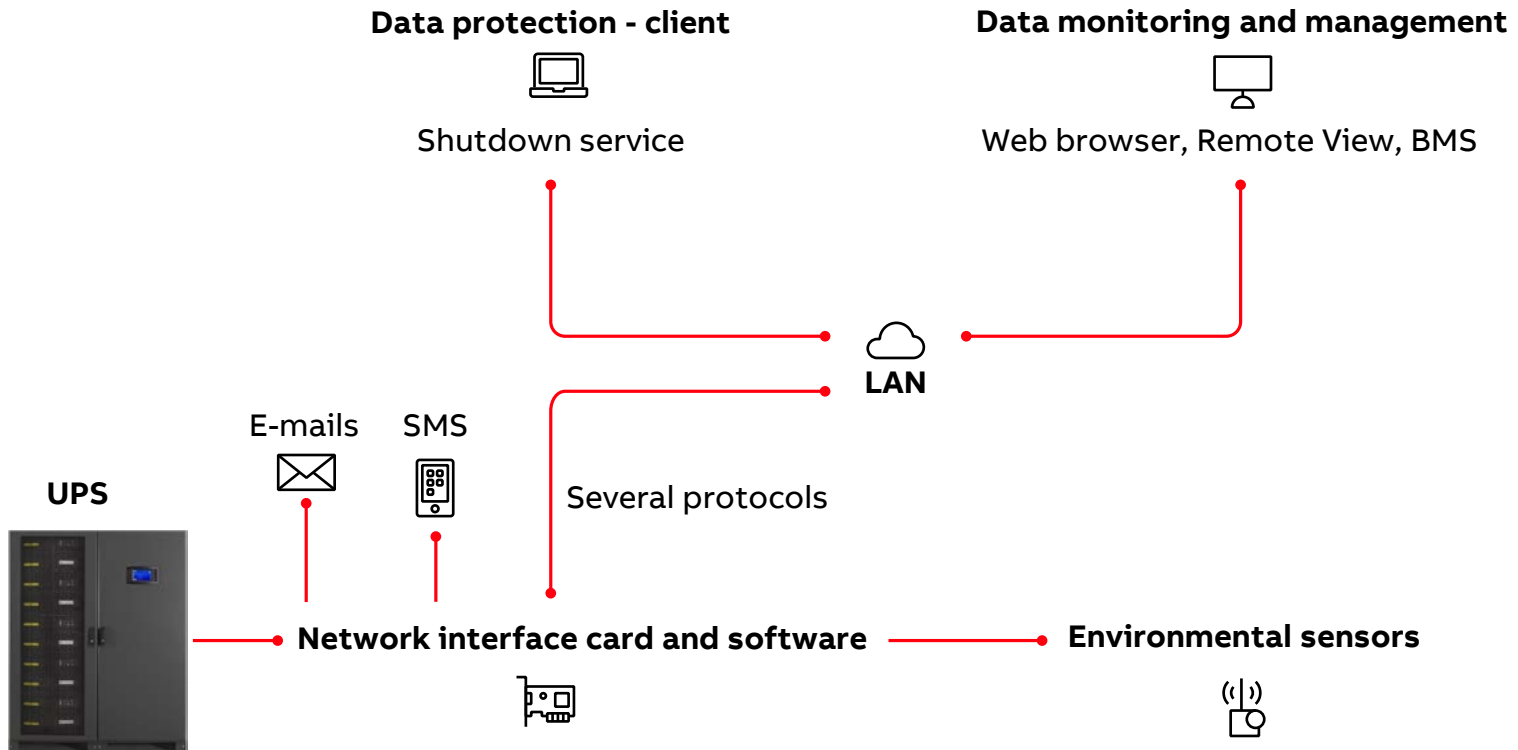 Data protection - client
Data monitoring and management
Shutdown service
Web browser, Remote View, BMS
LAN
E-mails
SMS
UPS
Several protocols
Network interface card and software
Environmental sensors